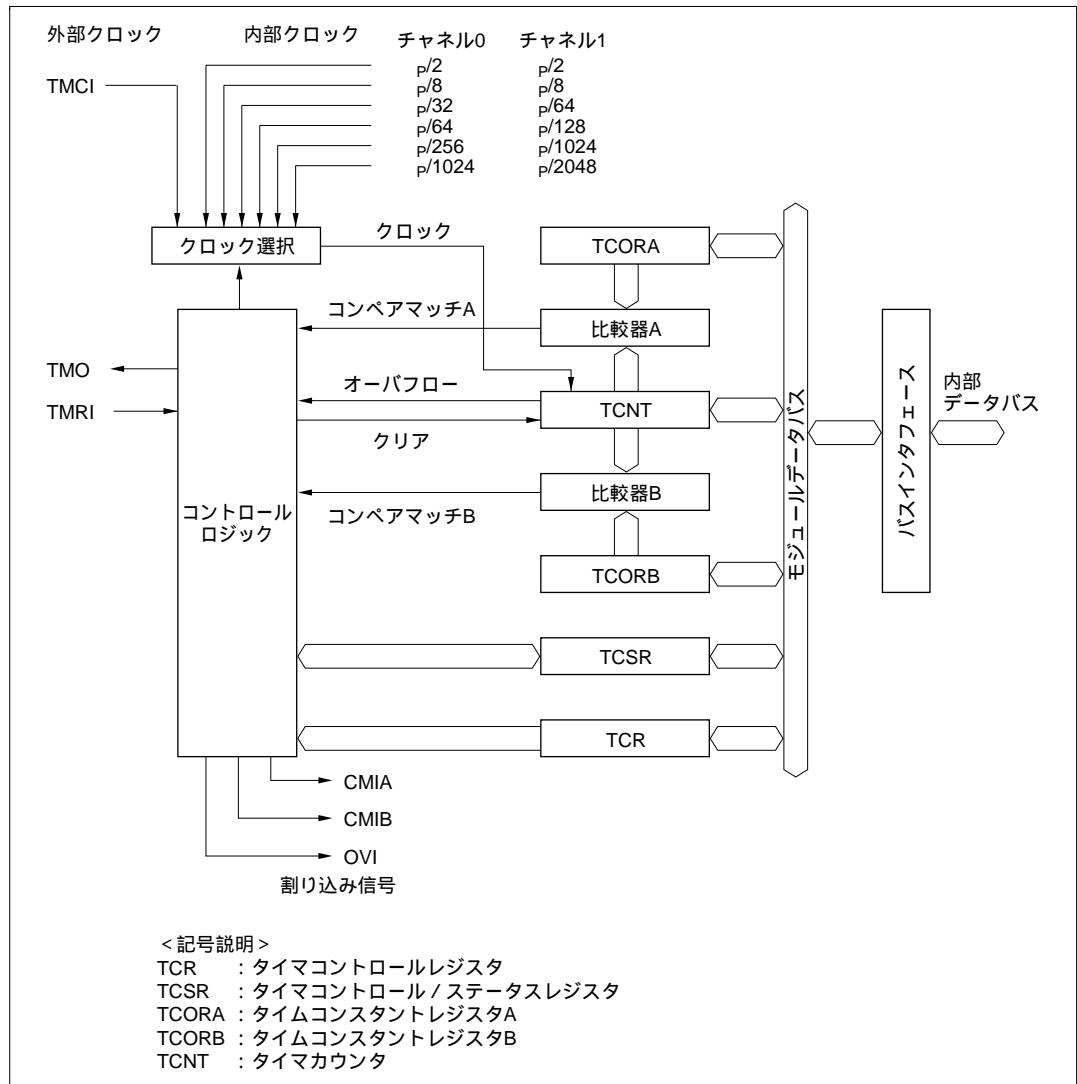 外部クロック
内部クロック
チャネル0
チャネル1
TMCI
P/2
P/8
P/32
P/64
P/256
P/1024
P/2
P/8
P/64
P/128
P/1024
P/2048
クロック選択
クロック
TCORA
コンペアマッチA
比較器A
TMO
TMRI
オーバフロー
TCNT
クリア
比較器B
コンペアマッチB
コントロール
ロジック
TCORB
TCSR
TCR
モジュールデータバス
バスインタフェース
内部
データバス
CMIA
CMIB
OVI
割り込み信号
<記号説明>
TCR :タイマコントロールレジスタ
TCSR :タイマコントロール/ステータスレジスタ
TCORA :タイムコンスタントレジスタA
TCORB :タイムコンスタントレジスタB
TCNT :タイマカウンタ